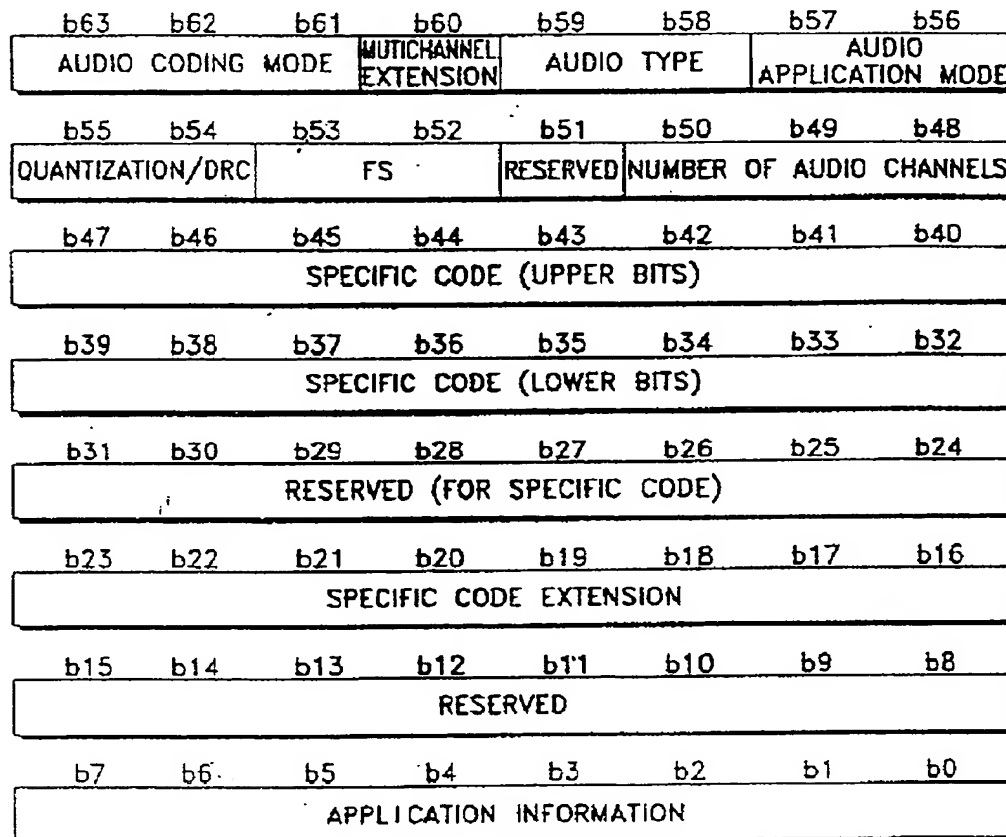 b63 b62 b61 b60 b59 b58 b57 b56
AUDIO CODING MODE
MUTICHANNEL
EXTENSION
AUDIO TYPE
AUDIO
APPLICATION MODE
b55 b54 b53 b52 b51 b50 b49 b48
QUANTIZATION/DRC FS RESERVED NUMBER OF AUDIO CHANNELS
b47 b46 b45 b44 b43 b42 b41 b40
SPECIFIC CODE (UPPER BITS)
b39 b38 b37 b36 b35 b34 b33 b32
SPECIFIC CODE (LOWER BITS)
b31 b30 b29 b28 b27 b26 b25 b24
RESERVED (FOR SPECIFIC CODE)
b23 b22 b21 b20 b19 b18 b17 b16
SPECIFIC CODE EXTENSION
b15 b14 b13 b12 b11 b10 b9 b8
RESERVED
b7 b6 b5 b4 b3 b2 b1 b0
APPLICATION INFORMATION